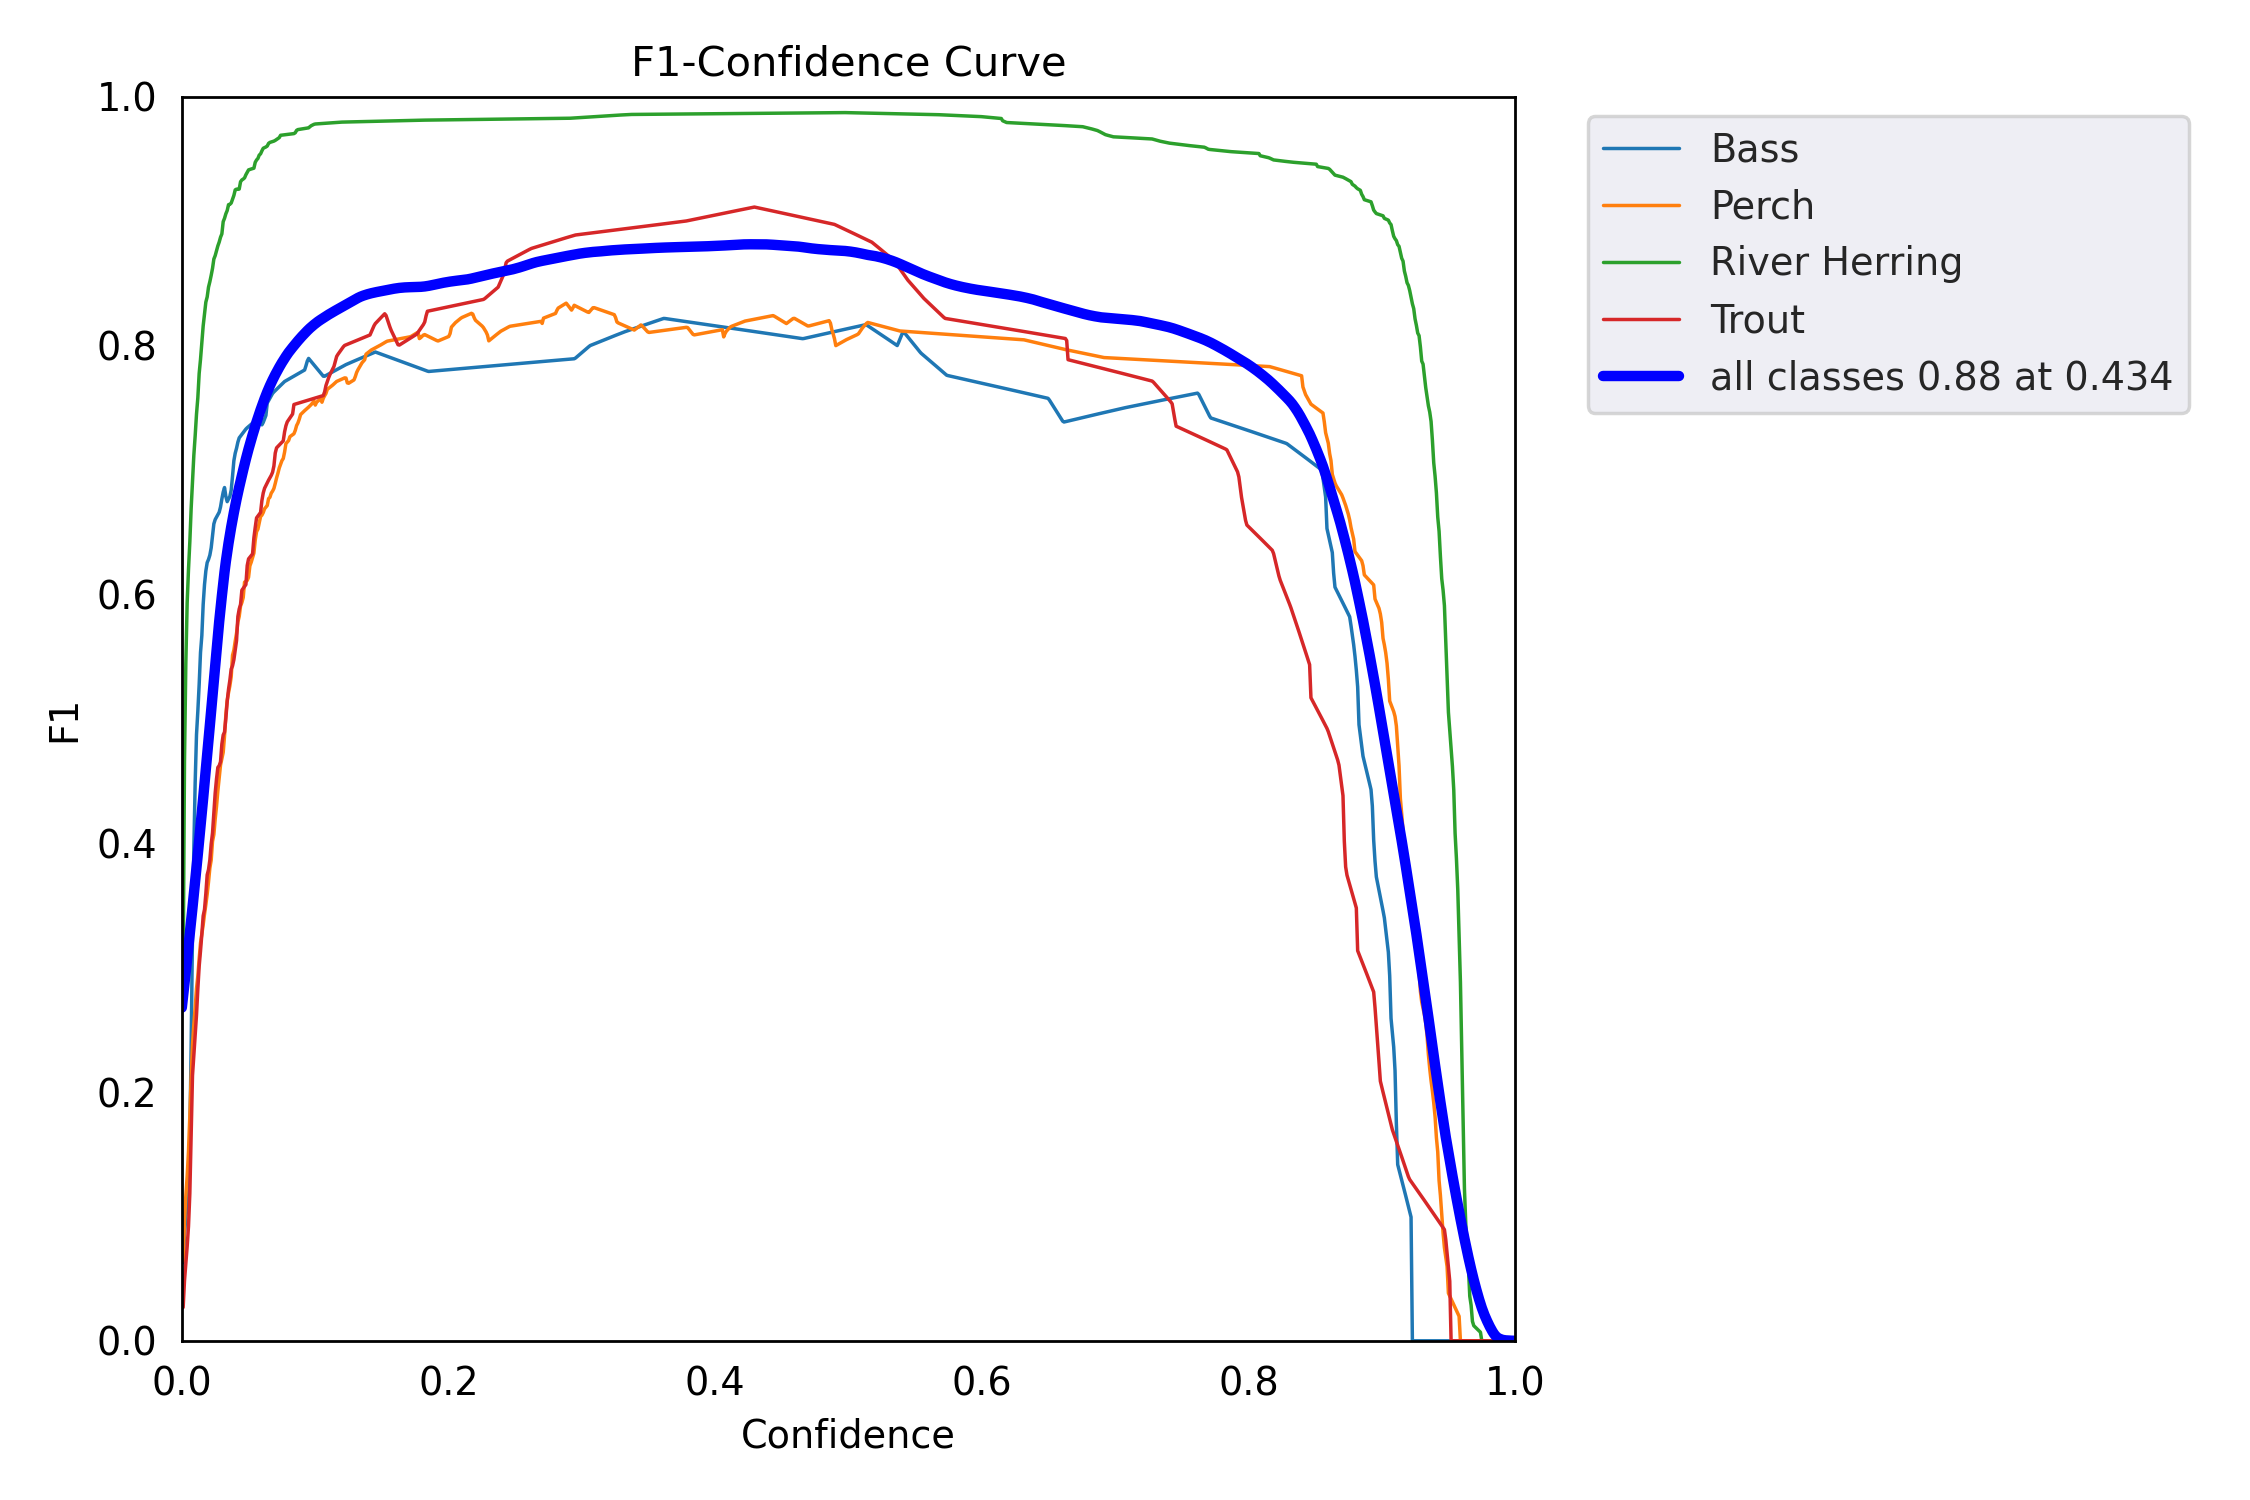 F1-Confidence Curve
1.0
0.8
0.6
0.4
0.2
0.0
F1
0.0 0.2 0.4 0.6 0.8 1.0
Confidence
Bass
Perch
River Herring
Trout
all classes 0.88 at 0.434